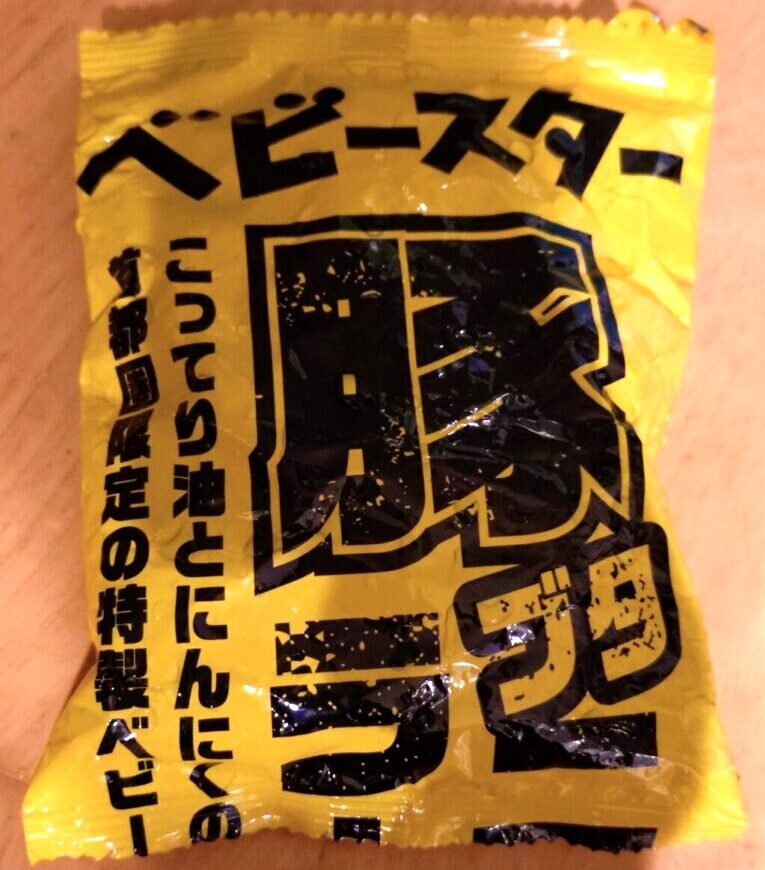 ベビースター
豚
ブタ
ラ
こってり油とにんにくの
首都圏限定の特製ベビー